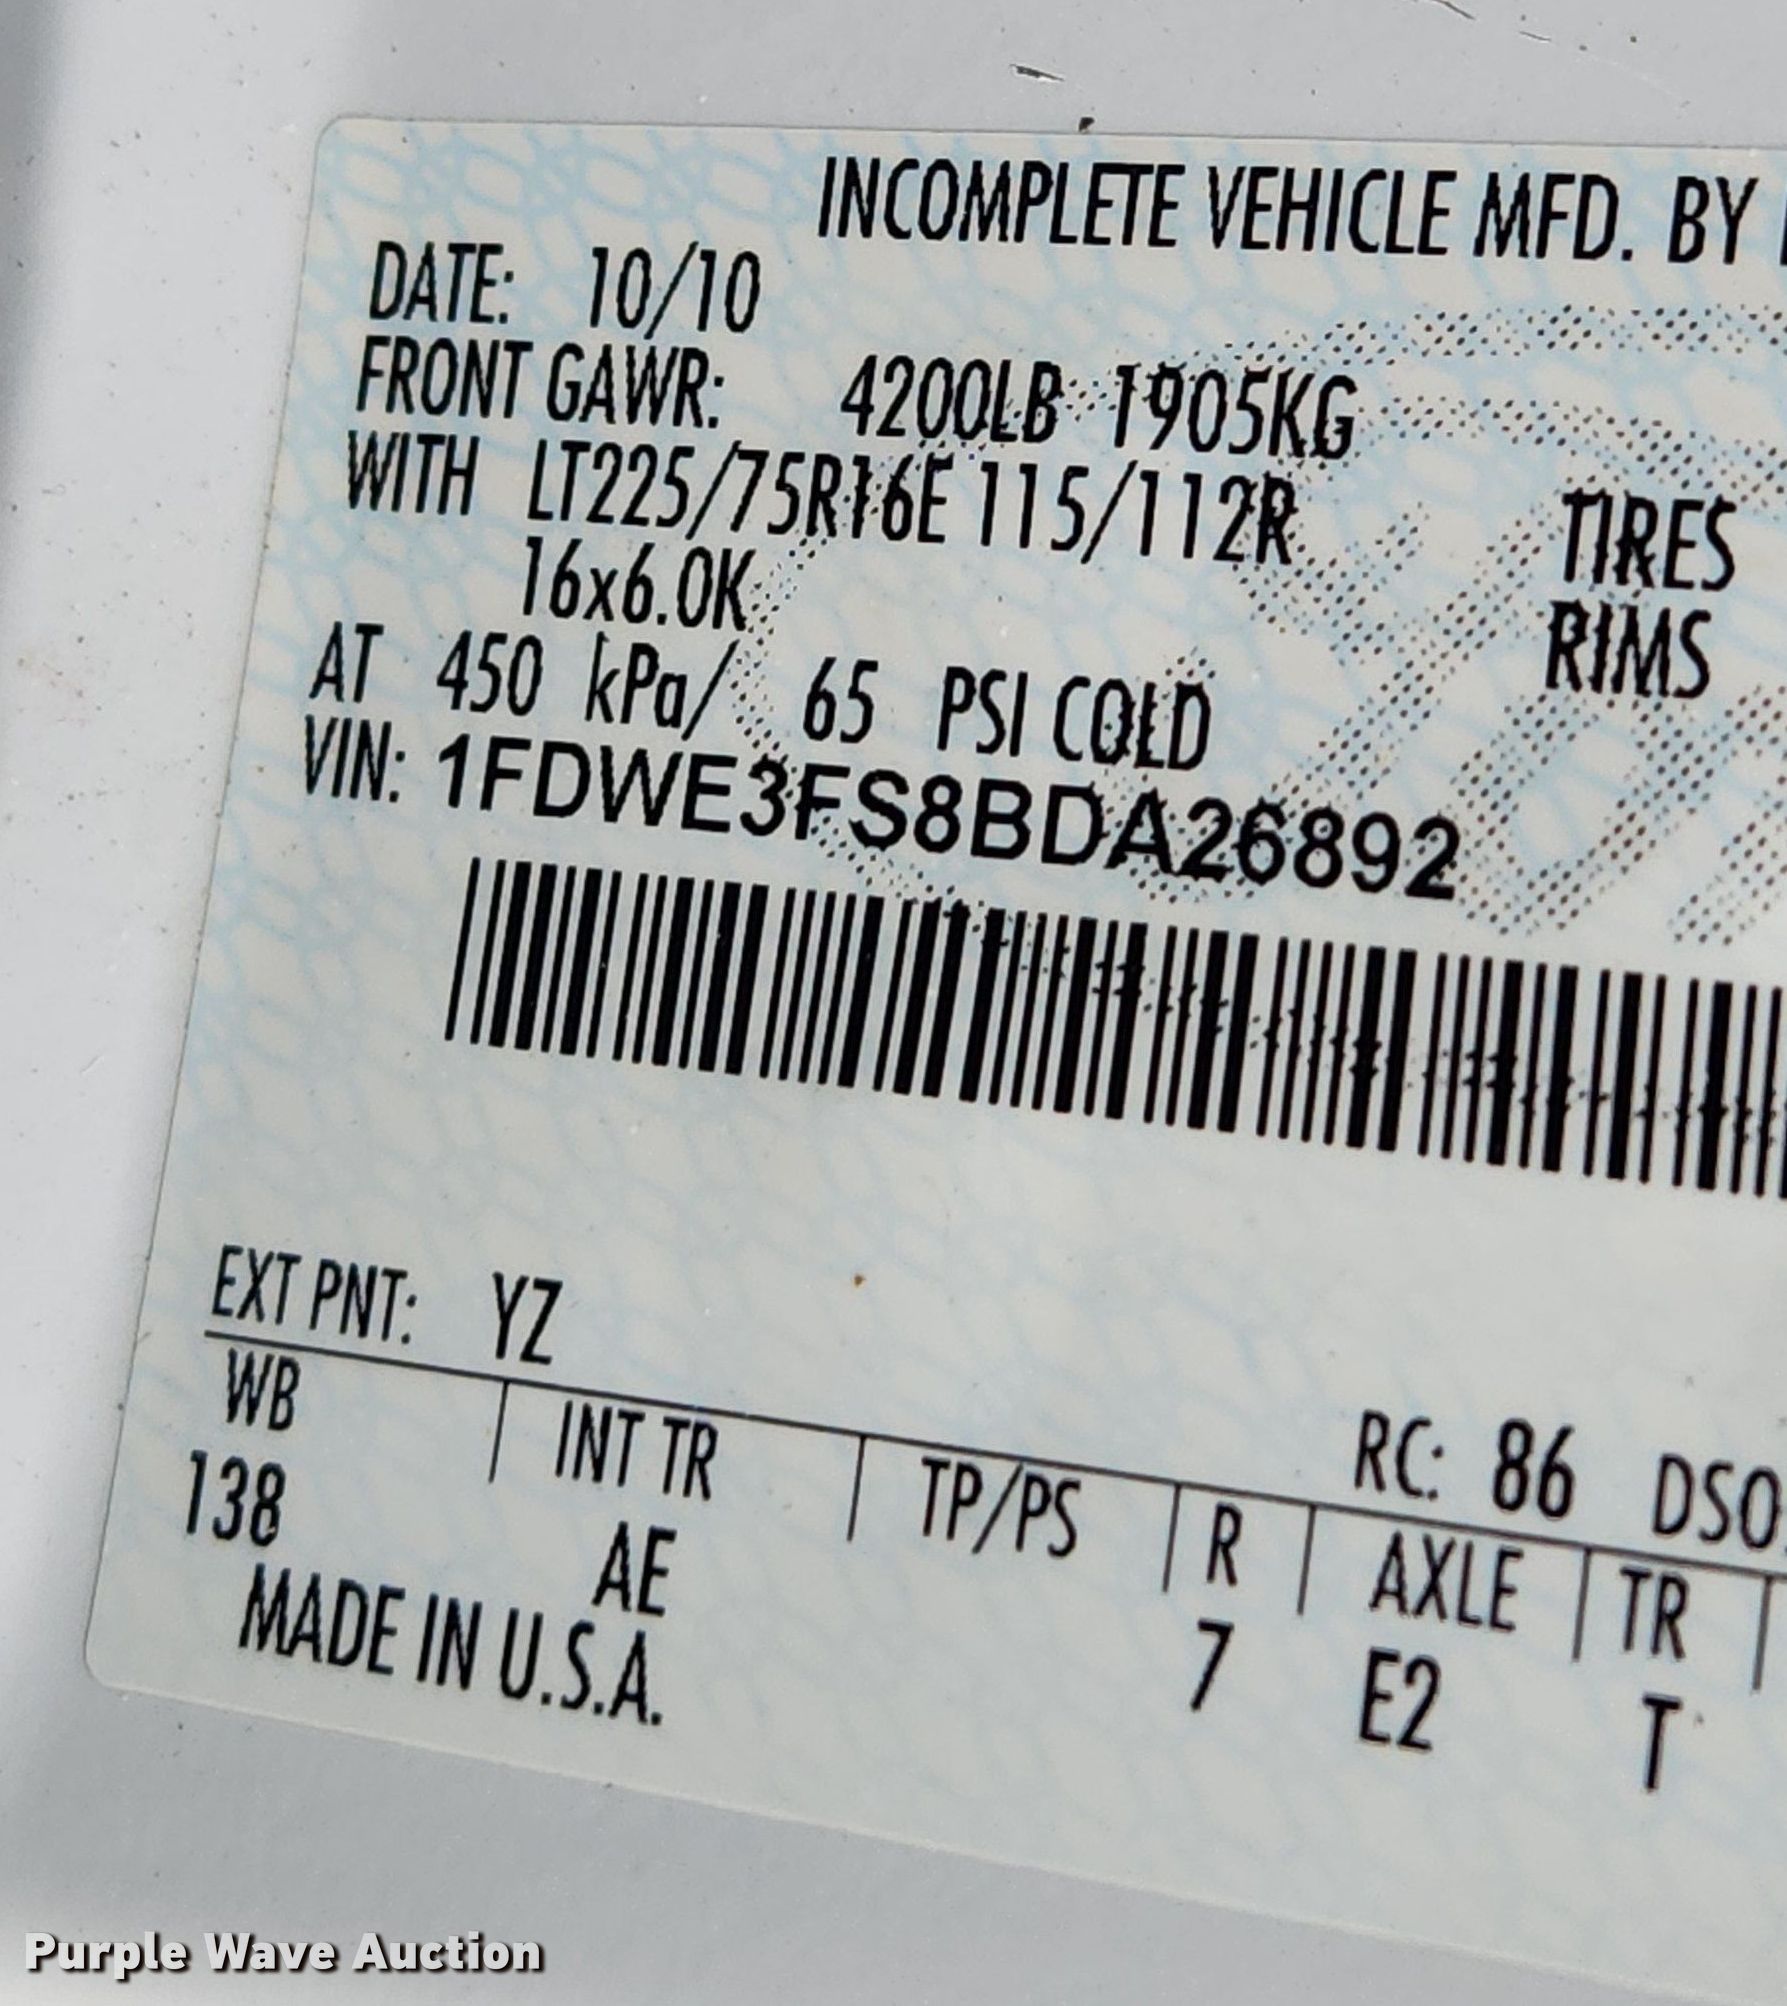 INCOMPLETE VEHICLE MFD. BY
DATE: 10/10
FRONT GAWR: 4200LB 1905KG
WITH LT225/75R16E 115/112R TIRES
16x6.0K RIMS
AT 450 kPa/ 65 PSI COLD
VIN: 1FDWE3FS8BDA26892
EXT PNT: YZ RC: 86 DSO
WB INT TR TP/PS R AXLE TR
138 AE 7 E2 T
MADE IN U.S.A.
Purple Wave Auction